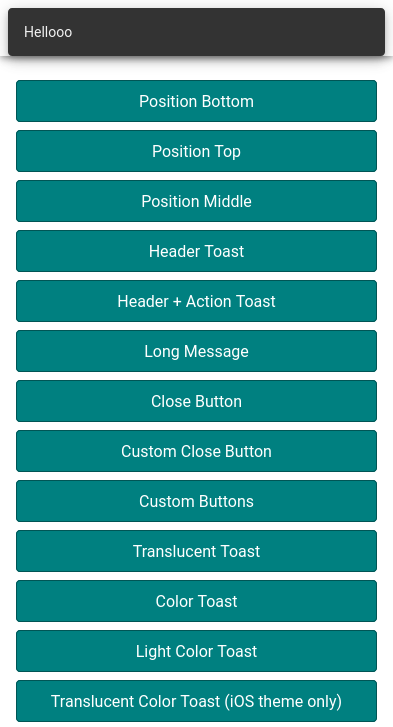 Hellooo
Position Bottom
Position Top
Position Middle
Header Toast
Header + Action Toast
Long Message
Close Button
Custom Close Button
Custom Buttons
Translucent Toast
Color Toast
Light Color Toast
Translucent Color Toast (iOS theme only)